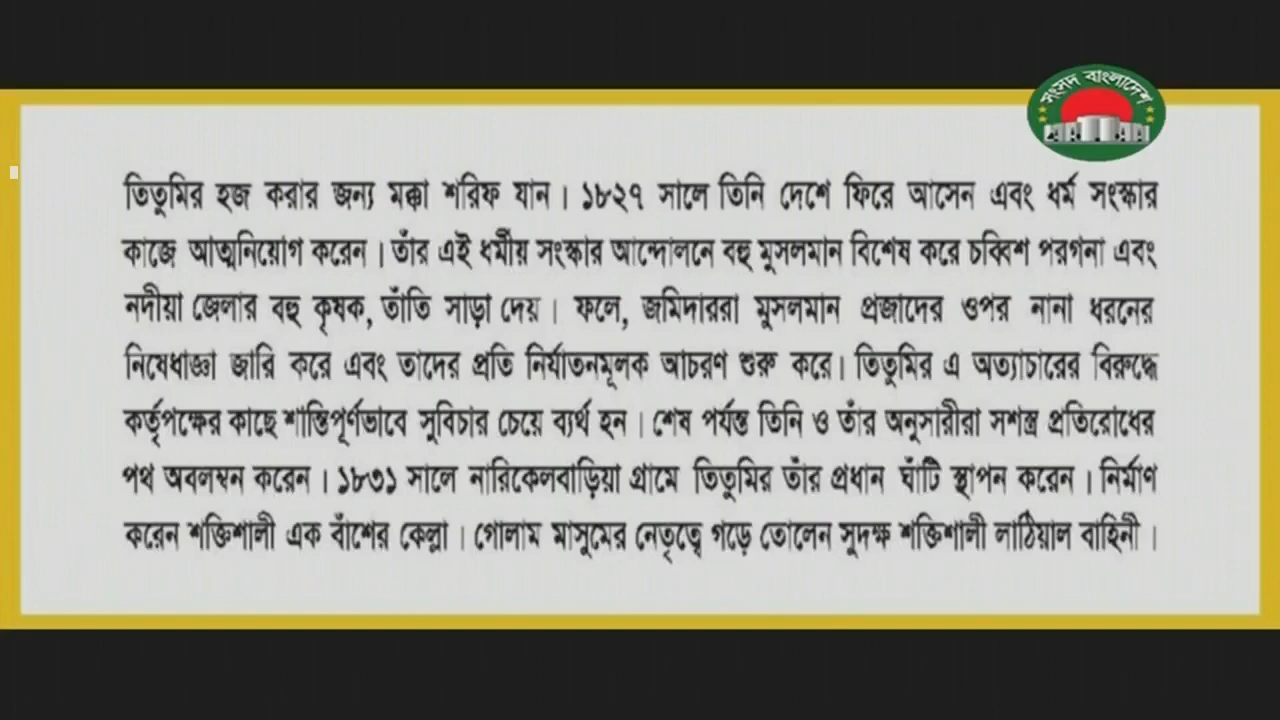 সংসদ বাংলাদেশ
তিতুমির হজ করার জন্য মক্কা শরিফ যান। ১৮২৭ সালে তিনি দেশে ফিরে আসেন এবং ধর্ম সংস্কার
কাজে আত্মনিয়োগ করেন। তাঁর এই ধর্মীয় সংস্কার আন্দোলনে বহু মুসলমান বিশেষ করে চব্বিশ পরগনা এবং
নদীয়া জেলার বহু কৃষক, তাঁতি সাড়া দেয়। ফলে, জমিদাররা মুসলমান প্রজাদের ওপর নানা ধরনের
নিষেধাজ্ঞা জারি করে এবং তাদের প্রতি নির্যাতনমূলক আচরণ শুরু করে। তিতুমির এ অত্যাচারের বিরুদ্ধে
কর্তৃপক্ষের কাছে শান্তিপূর্ণভাবে সুবিচার চেয়ে ব্যর্থ হন। শেষ পর্যন্ত তিনি ও তাঁর অনুসারীরা সশস্ত্র প্রতিরোধের
পথ অবলম্বন করেন। ১৮৩১ সালে নারিকেলবাড়িয়া গ্রামে তিতুমির তাঁর প্রধান ঘাঁটি স্থাপন করেন। নির্মাণ
করেন শক্তিশালী এক বাঁশের কেল্লা। গোলাম মাসুমের নেতৃত্বে গড়ে তোলেন সুদক্ষ শক্তিশালী লাঠিয়াল বাহিনী।